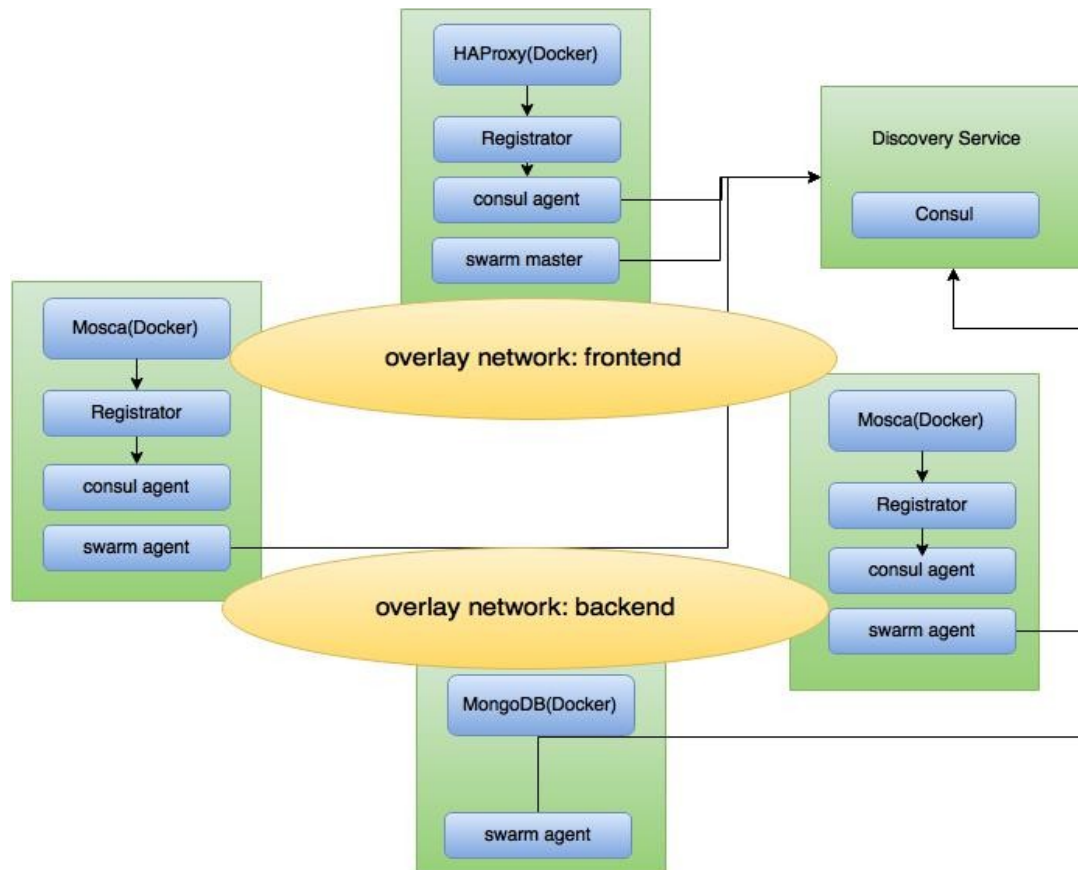 HAProxy(Docker)
Registrator
consul agent
swarm master
Discovery Service
Consul
Mosca(Docker)
Registrator
consul agent
swarm agent
overlay network: frontend
Mosca(Docker)
Registrator
consul agent
swarm agent
overlay network: backend
MongoDB(Docker)
swarm agent